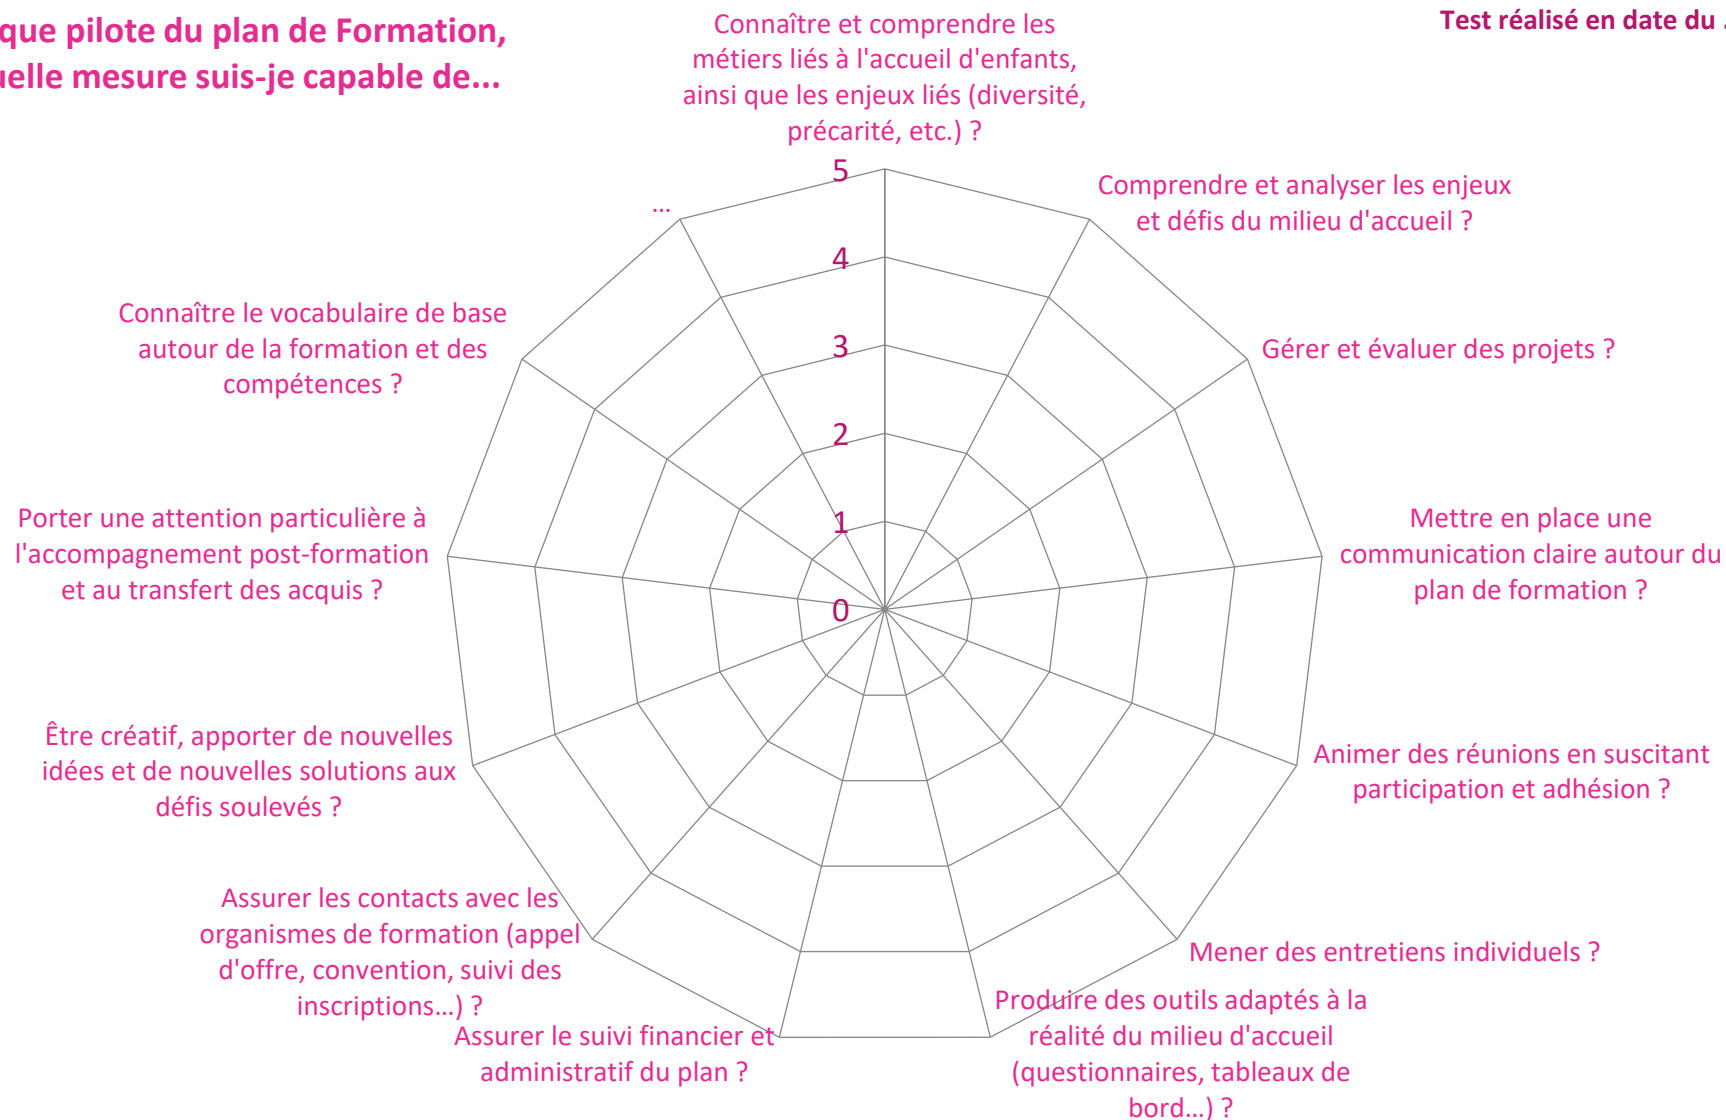 que pilote du plan de Formation,
uelle mesure suis-je capable de...
Test réalisé en date du .
Connaître et comprendre les
métiers liés à l'accueil d'enfants,
ainsi que les enjeux liés (diversité,
précarité, etc.) ?
Comprendre et analyser les enjeux
et défis du milieu d'accueil ?
Gérer et évaluer des projets ?
Mettre en place une
communication claire autour du
plan de formation ?
Animer des réunions en suscitant
participation et adhésion ?
Mener des entretiens individuels ?
Produire des outils adaptés à la
réalité du milieu d'accueil
(questionnaires, tableaux de
bord...) ?
Assurer le suivi financier et
administratif du plan ?
Assurer les contacts avec les
organismes de formation (appel
d'offre, convention, suivi des
inscriptions...) ?
Être créatif, apporter de nouvelles
idées et de nouvelles solutions aux
défis soulevés ?
Porter une attention particulière à
l'accompagnement post-formation
et au transfert des acquis ?
Connaître le vocabulaire de base
autour de la formation et des
compétences ?
...
5
4
3
2
1
0